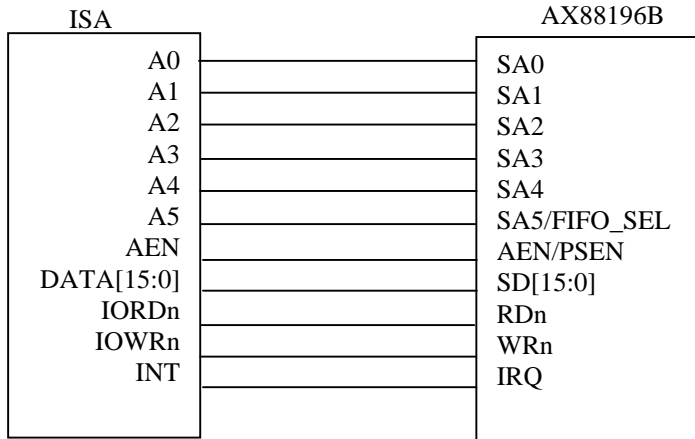 ISA
AX88196B
A0
SA0
A1
SA1
A2
SA2
A3
SA3
A4
SA4
A5
SA5/FIFO_SEL
AEN
AEN/PSEN
DATA[15:0]
SD[15:0]
IORDn
RDn
IOWRn
WRn
INT
IRQ